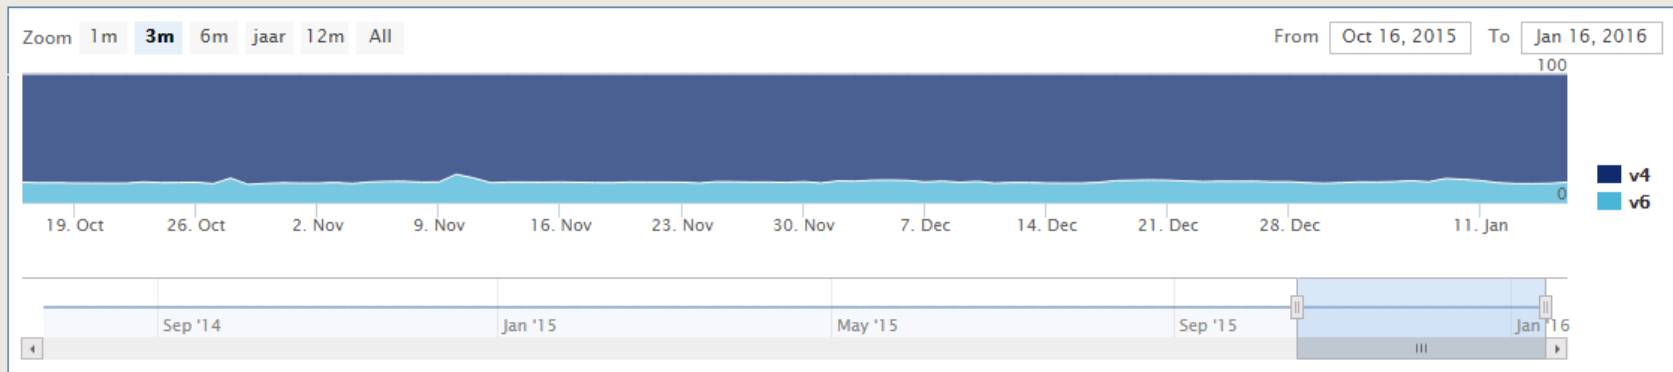 Zoom 1m 3m 6m jaar 12m All From Oct 16, 2015 To Jan 16, 2016
100
v4
0
v6
19. Oct 26. Oct 2. Nov 9. Nov 16. Nov 23. Nov 30. Nov 7. Dec 14. Dec 21. Dec 28. Dec 11. Jan
Sep '14 Jan '15 May '15 Sep '15 Jan '16